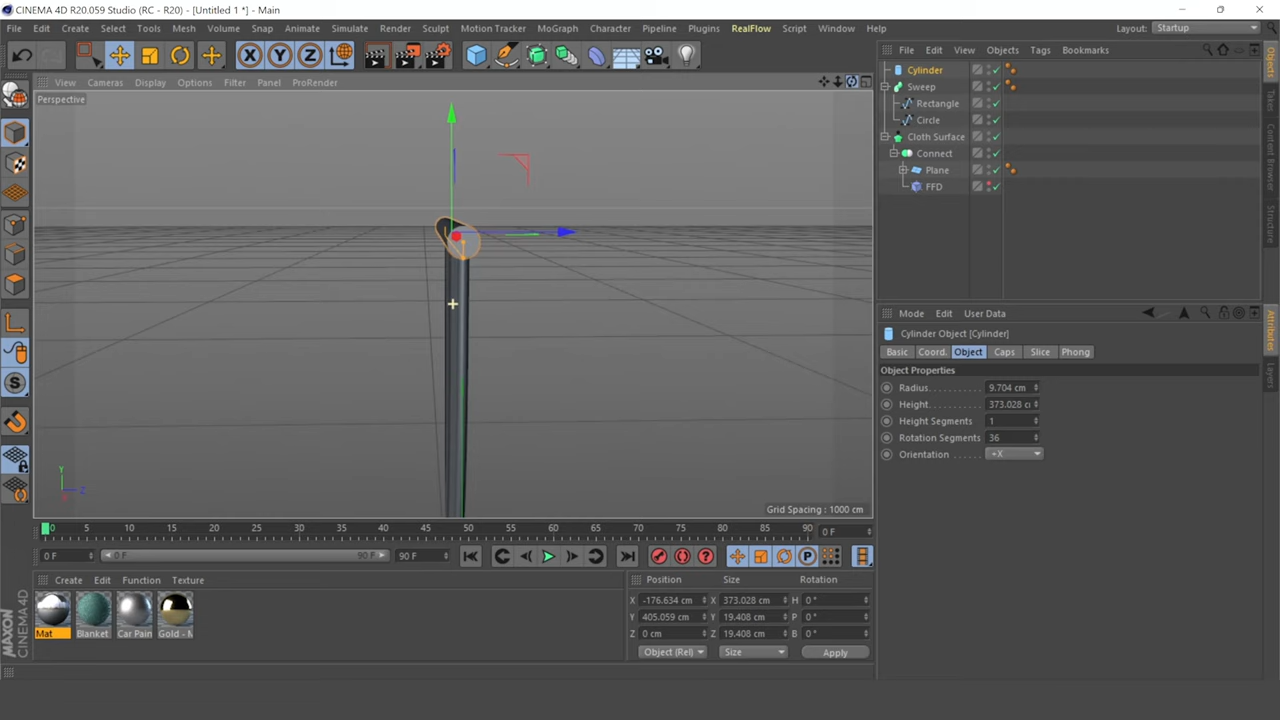 CINEMA 4D R20.059 Studio (RC - R20) - [Untitled 1 *] - Main
File Edit Create Select Tools Mesh Volume Snap Animate Simulate Render Sculpt Motion Tracker MoGraph Character Pipeline Plugins RealFlow Script Window Help Layout: Startup
X Y Z
File Edit View Objects Tags Bookmarks
View Cameras Display Options Filter Panel ProRender
Perspective
Cylinder
Sweep
Rectangle
Circle
Cloth Surface
Connect
Plane
FFD
Objects
Takes
Content Browser
Structure
Mode Edit User Data
Cylinder Object [Cylinder]
Basic Coord. Object Caps Slice Phong
Object Properties
Radius 9.704 cm
Height 373.028 c
Height Segments 1
Rotation Segments 36
Orientation +X
Attributes
Layers
S
Y
Z
X
Grid Spacing : 1000 cm
0 5 10 15 20 25 30 35 40 45 50 55 60 65 70 75 80 85 90 0 F
0 F 0 F 90 F 90 F
P
Create Edit Function Texture
Mat Blanket Car Pain Gold - M
Position Size Rotation
X -176.634 cm X 373.028 cm H 0 °
Y 405.059 cm Y 19.408 cm P 0 °
Z 0 cm Z 19.408 cm B 0 °
Object (Rel) Size Apply
MAXON
CINEMA 4D